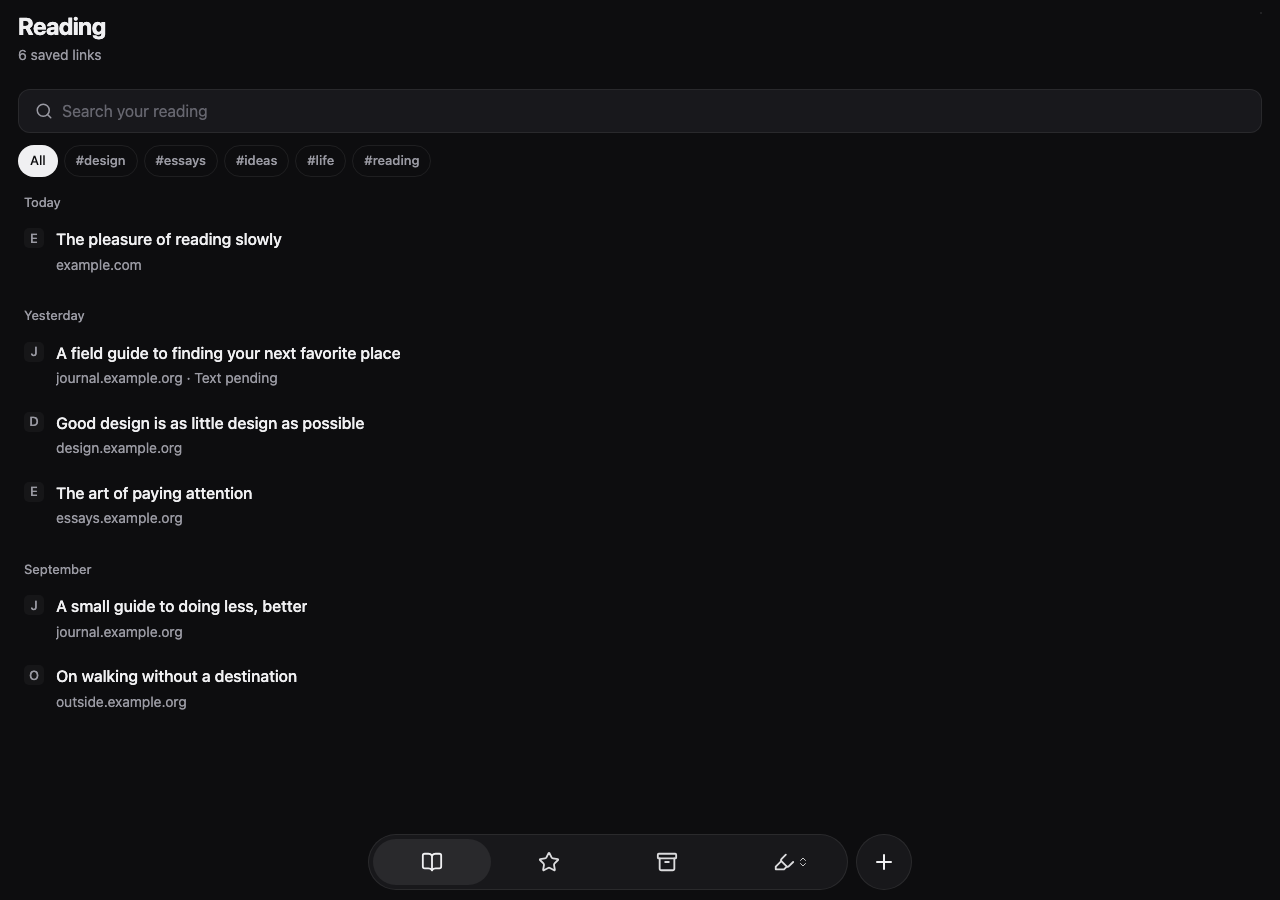 Reading
6 saved links
Search your reading
All #design #essays #ideas #life #reading
Today
E The pleasure of reading slowly
example.com
Yesterday
J A field guide to finding your next favorite place
journal.example.org · Text pending
D Good design is as little design as possible
design.example.org
E The art of paying attention
essays.example.org
September
J A small guide to doing less, better
journal.example.org
O On walking without a destination
outside.example.org